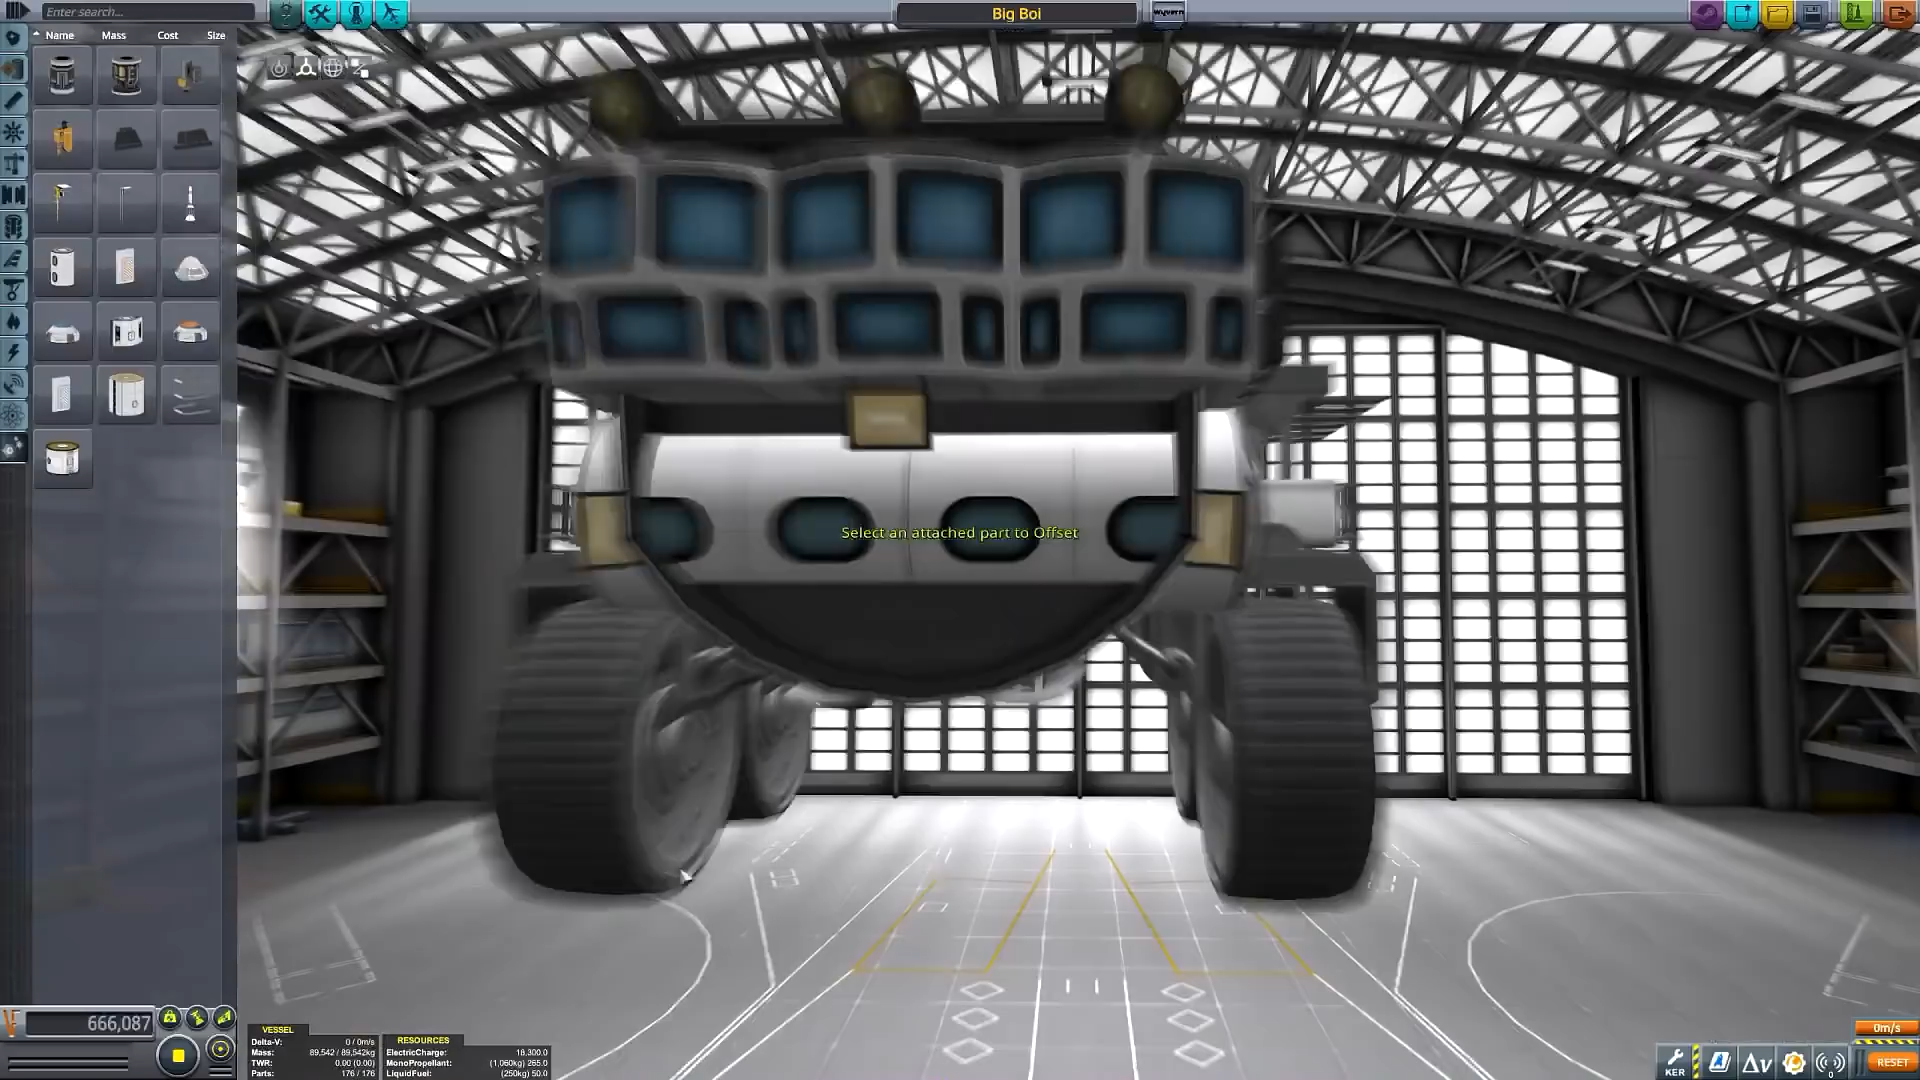 Enter search...
Big Boi
Name Mass Cost Size
Select an attached part to Offset
666,087
VESSEL
Delta-V: 0 / 0m/s
Mass: 89,542 / 89,542kg
TWR: 0.00 (0.00)
Parts: 176 / 176
RESOURCES
ElectricCharge: 18,300.0
MonoPropellant: (1,060kg) 265.0
LiquidFuel: (250kg) 50.0
0m/s
KER
Δv
0
RESET